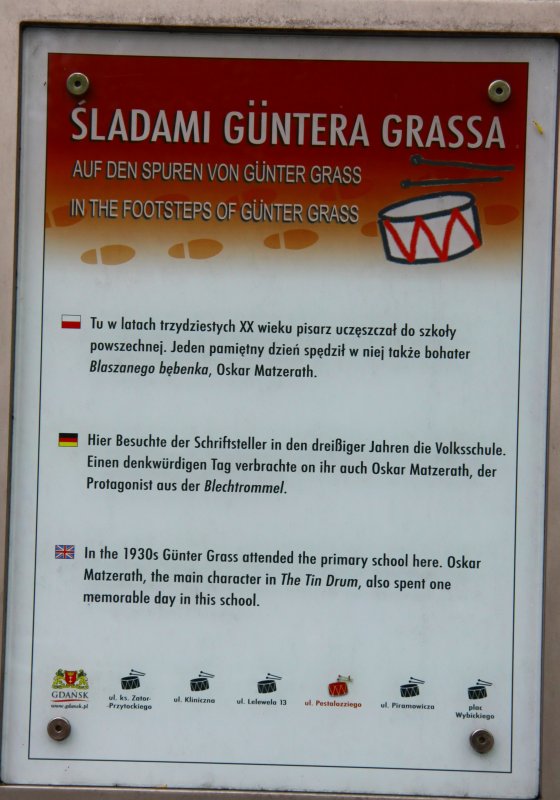 ŚLADAMI GÜNTERA GRASSA
AUF DEN SPUREN VON GÜNTER GRASS
IN THE FOOTSTEPS OF GÜNTER GRASS
Tu w latach trzydziestych XX wieku pisarz uczęszczał do szkoły
powszechnej. Jeden pamiętny dzień spędził w niej także bohater
Blaszanego bębenka, Oskar Matzerath.
Hier Besuchte der Schriftsteller in den dreißiger Jahren die Volksschule.
Einen denkwürdigen Tag verbrachte on ihr auch Oskar Matzerath, der
Protagonist aus der Blechtrommel.
In the 1930s Günter Grass attended the primary school here. Oskar
Matzerath, the main character in The Tin Drum, also spent one
memorable day in this school.
GDAŃSK
www.gdansk.pl
ul. ks. Zator-
-Przytockiego
ul. Kliniczna
ul. Lelewela 13
ul. Pestalozziego
ul. Piramowicza
plac
Wybickiego